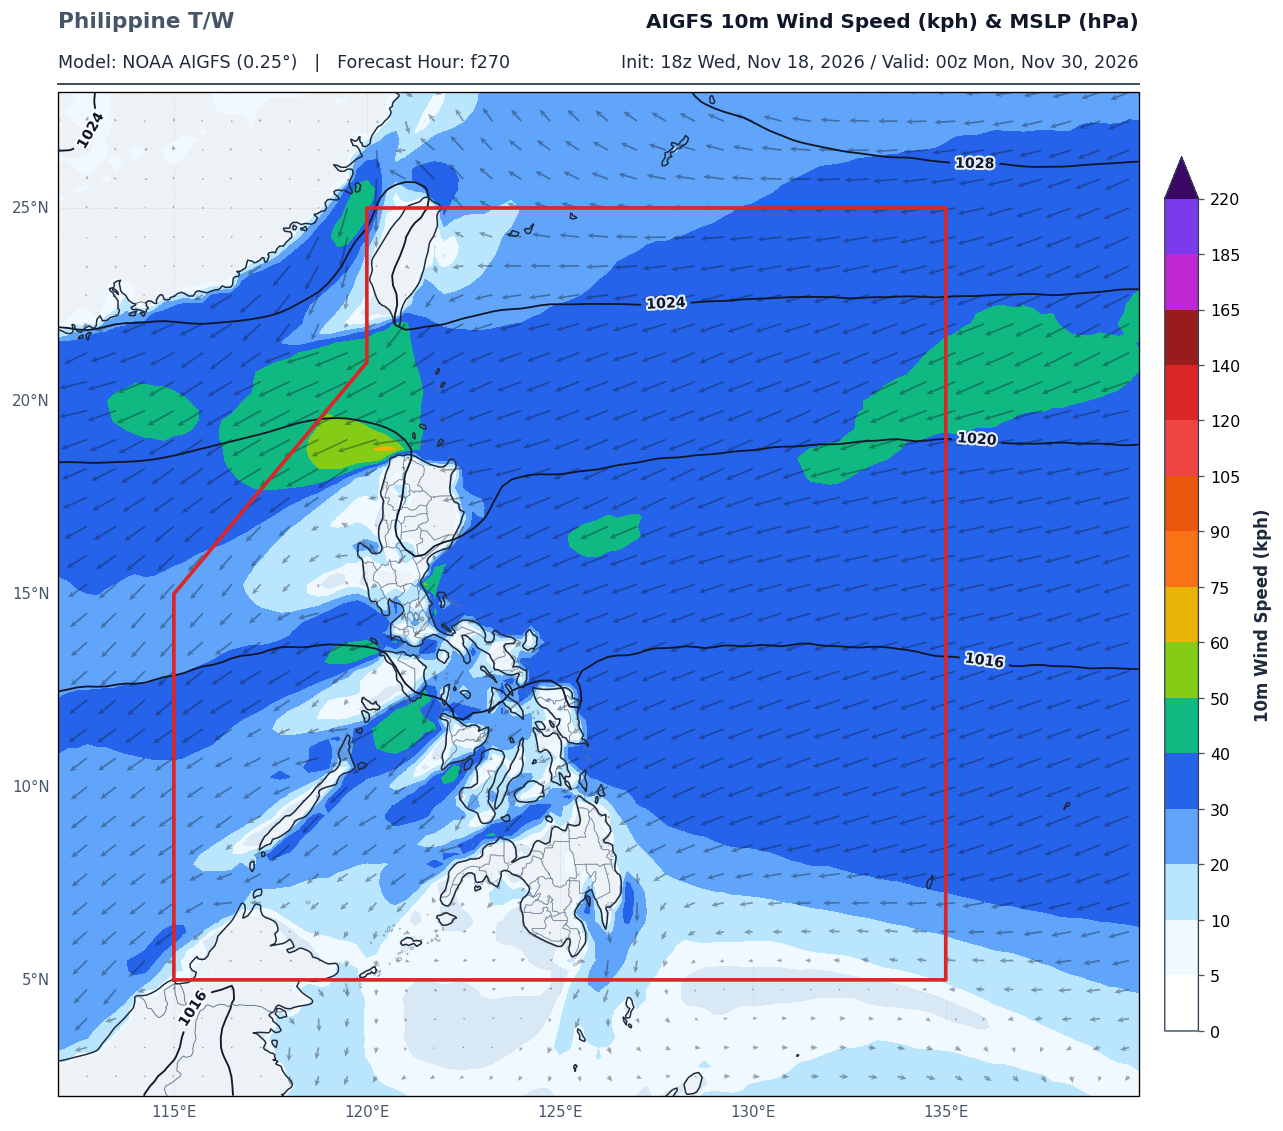 Philippine T/W
AIGFS 10m Wind Speed (kph) & MSLP (hPa)
Model: NOAA AIGFS (0.25°) | Forecast Hour: f270
Init: 18z Wed, Nov 18, 2026 / Valid: 00z Mon, Nov 30, 2026
1024
1028
25°N
1024
20°N
1020
15°N
1016
10°N
5°N
1016
115°E
120°E
125°E
130°E
135°E
220
185
165
140
120
105
90
75
60
50
40
30
20
10
5
0
10m Wind Speed (kph)